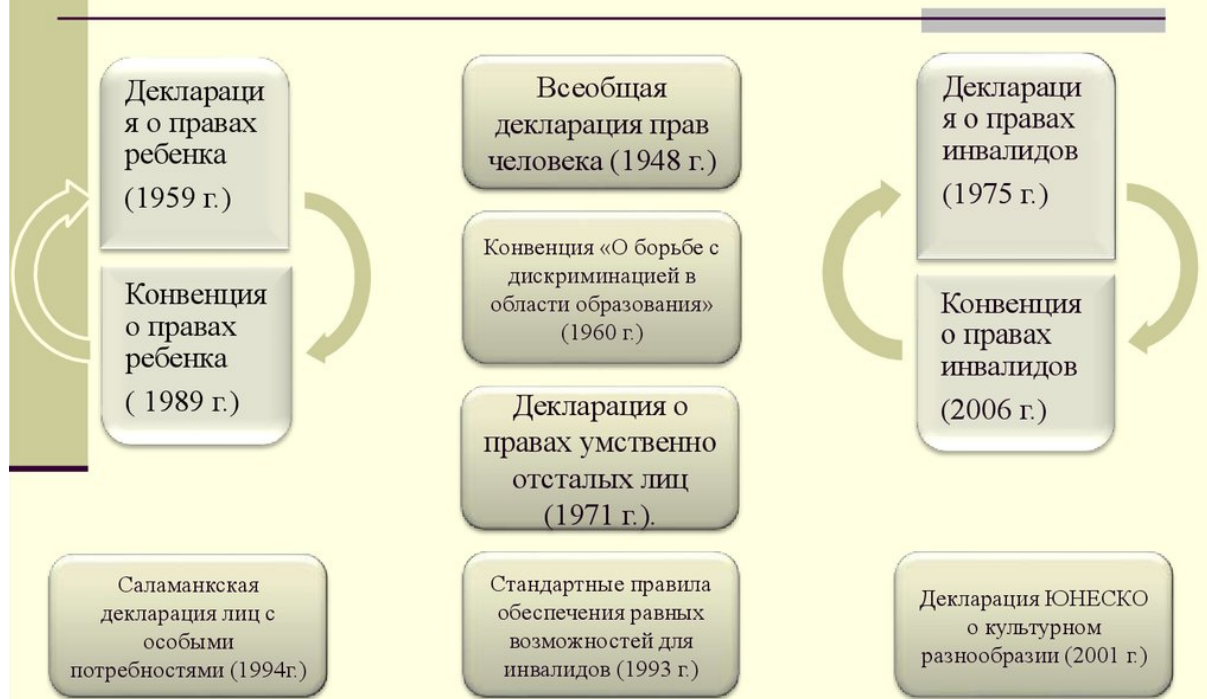 Деклараци
я о правах
ребенка
(1959 г.)
Конвенция
о правах
ребенка
( 1989 г.)
Всеобщая
декларация прав
человека (1948 г.)
Конвенция «О борьбе с
дискриминацией в
области образования»
(1960 г.)
Декларация о
правах умственно
отсталых лиц
(1971 г.).
Деклараци
я о правах
инвалидов
(1975 г.)
Конвенция
о правах
инвалидов
(2006 г.)
Саламанкская
декларация лиц с
особыми
потребностями (1994г.)
Стандартные правила
обеспечения равных
возможностей для
инвалидов (1993 г.)
Декларация ЮНЕСКО
о культурном
разнообразии (2001 г.)